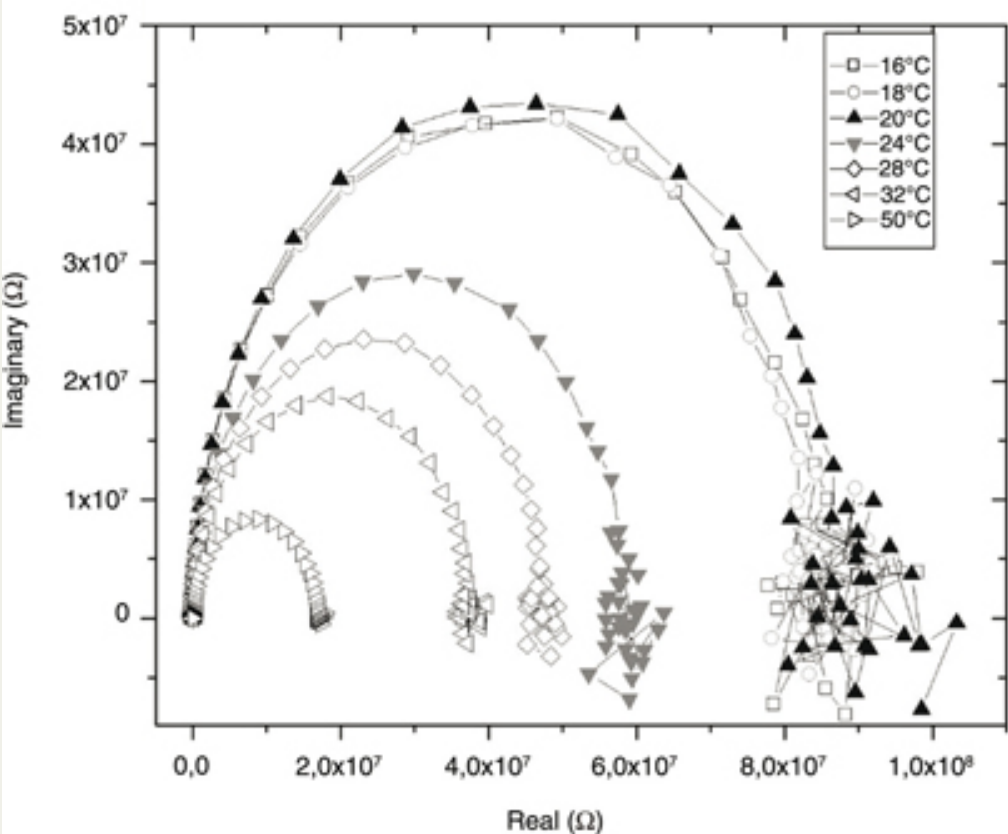 5x10⁷
4x10⁷
3x10⁷
2x10⁷
1x10⁷
0
Imaginary (Ω)
16°C
18°C
20°C
24°C
28°C
32°C
50°C
0,0 2,0x10⁷ 4,0x10⁷ 6,0x10⁷ 8,0x10⁷ 1,0x10⁸
Real (Ω)